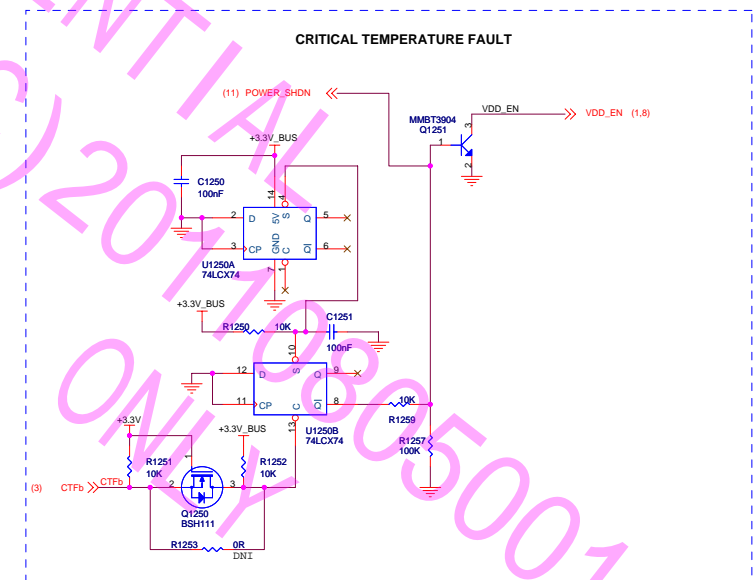 CRITICAL TEMPERATURE FAULT
(11) POWER_SHDN
VDD_EN
VDD_EN (1,8)
MMBT3904
Q1251
1
3
2
+3.3V_BUS
C1250
100nF
14
4
2 D 5V S Q 5
3 CP GND C QI 6
7
1
U1250A
74LCX74
+3.3V_BUS
R1250 10K
C1251
100nF
10
12 D S Q 9
11 CP C QI 8
13
U1250B
74LCX74
10K
R1259
R1257
100K
+3.3V
+3.3V_BUS
R1251
10K
1
R1252
10K
(3) CTFb
CTFb
2
3
Q1250
BSH111
R1253 0R
DNI
ENTIAL
C)20110805001
ONLY